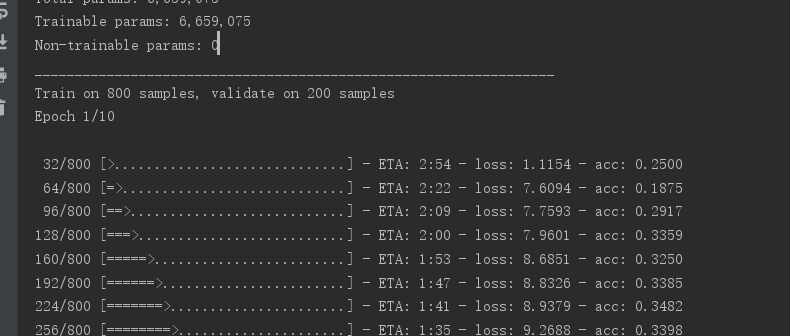 Total params: 6,659,075
Trainable params: 6,659,075
Non-trainable params: 0
_________________________________________________________________
Train on 800 samples, validate on 200 samples
Epoch 1/10
32/800 [>.............................] - ETA: 2:54 - loss: 1.1154 - acc: 0.2500
64/800 [=>............................] - ETA: 2:22 - loss: 7.6094 - acc: 0.1875
96/800 [==>...........................] - ETA: 2:09 - loss: 7.7593 - acc: 0.2917
128/800 [===>..........................] - ETA: 2:00 - loss: 7.9601 - acc: 0.3359
160/800 [=====>........................] - ETA: 1:53 - loss: 8.6851 - acc: 0.3250
192/800 [======>.......................] - ETA: 1:47 - loss: 8.8326 - acc: 0.3385
224/800 [=======>......................] - ETA: 1:41 - loss: 8.9379 - acc: 0.3482
256/800 [========>.....................] - ETA: 1:35 - loss: 9.2688 - acc: 0.3398